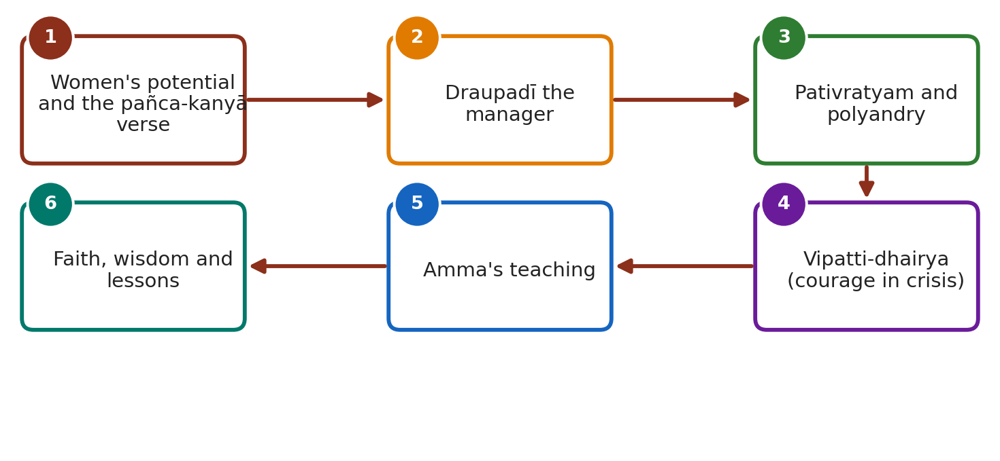 1
Women's potential
and the pañca-kanyā
verse
2
Draupadī the
manager
3
Pativratyam and
polyandry
4
Vipatti-dhairya
(courage in crisis)
5
Amma's teaching
6
Faith, wisdom and
lessons